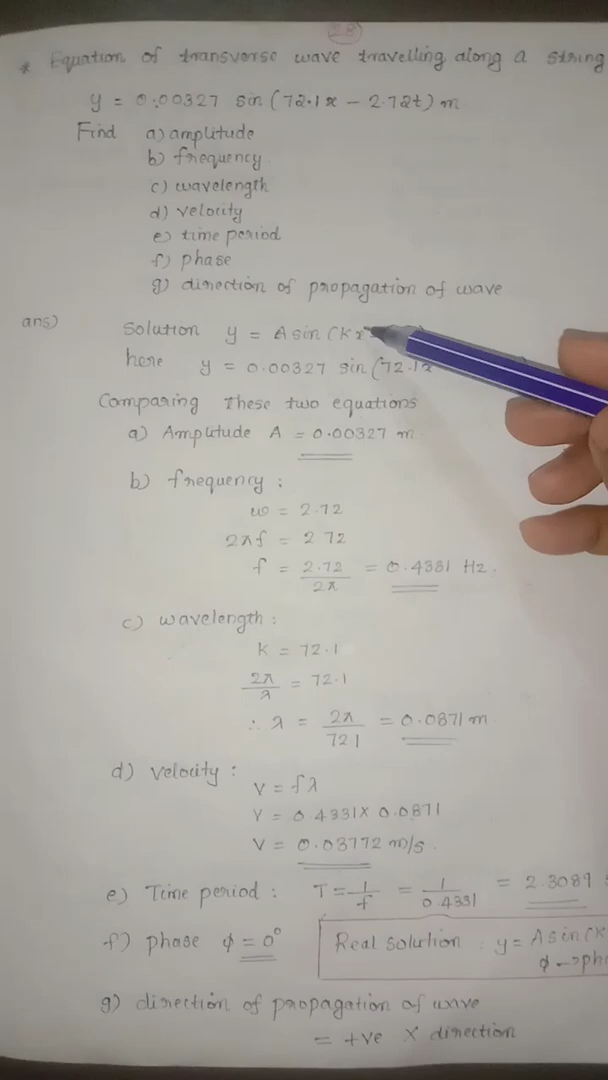 28
* Equation of transverse wave travelling along a string
y = 0.00327 sin(72.1x - 2.72t) m
Find a) amplitude
b) frequency
c) wavelength
d) velocity
e) time period
f) phase
g) direction of propagation of wave
ans)
Solution y = A sin(Kx
here y = 0.00327 sin(72.1x
Comparing These two equations
a) Amplitude A = 0.00327 m
b) frequency :
ω = 2.72
2πf = 2 72
f = 2.72/2π = 0.4331 Hz.
c) wavelength :
K = 72.1
2π/λ = 72.1
∴ λ = 2π/72 1 = 0.0871 m
d) velocity :
V = fλ
V = 0 4331 x 0.0871
V = 0.03772 m/s.
e) Time period : T = 1/f = 1/0.4331 = 2.3089 s
f) phase φ = 0°
Real Solution : y = A sin(K
φ → ph
g) direction of propagation of wave
= +ve X direction